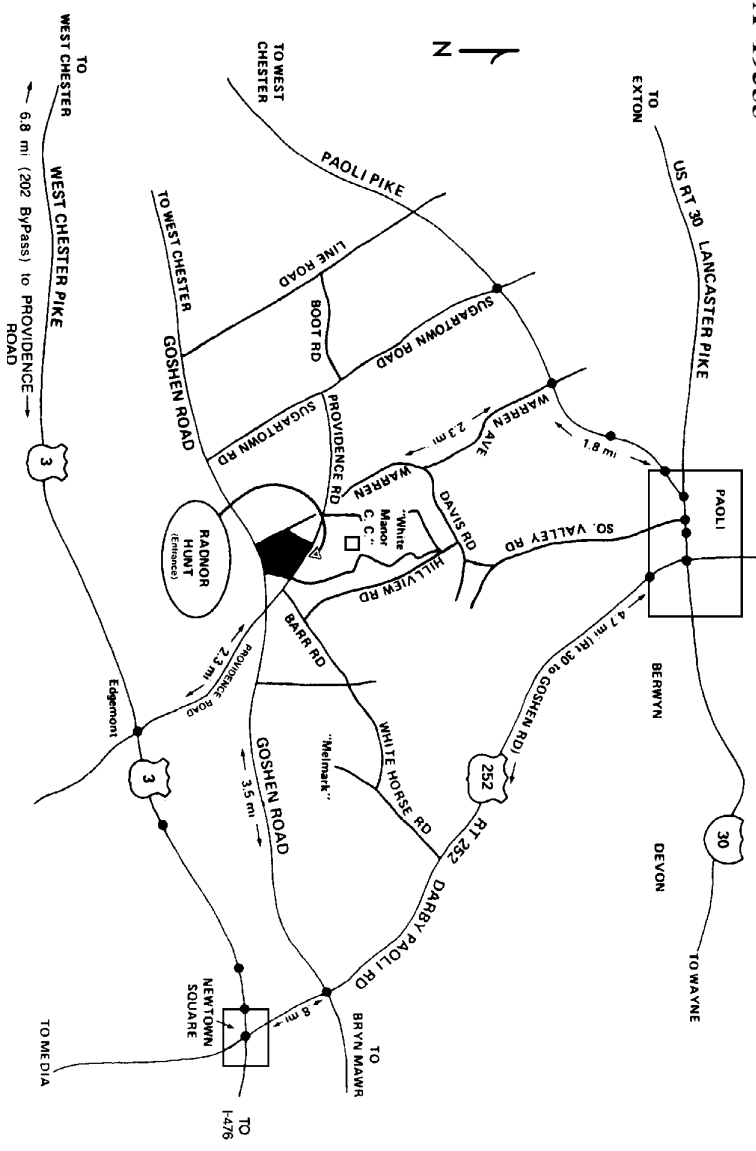 TO
EXTON
US RT 30 LANCASTER PIKE
PAOLI
BERWYN
30
DEVON
TO WAYNE
N
TO WEST
CHESTER
PAOLI PIKE
1.8 mi
4.7 mi (Rt 30 to GOSHEN RD)
252
RT 252
DARBY PAOLI RD
LINE ROAD
BOOT RD
SUGARTOWN ROAD
SUGARTOWN RD
WARREN AVE
2.3 mi
WARREN
DAVIS RD
SO. VALLEY RD
HILLVIEW RD
"White
Manor
C. C."
PROVIDENCE RD
BARR RD
WHITE HORSE RD
"Melmark"
TO WEST CHESTER
GOSHEN ROAD
RADNOR
HUNT
(Entrance)
2.3 mi
PROVIDENCE ROAD
GOSHEN ROAD
3.5 mi
TO
BRYN MAWR
8 mi
NEWTOWN
SQUARE
TO
I-476
TO MEDIA
TO
WEST CHESTER
WEST CHESTER PIKE
6.8 mi (202 ByPass) to PROVIDENCE
ROAD
3
Edgemont
3